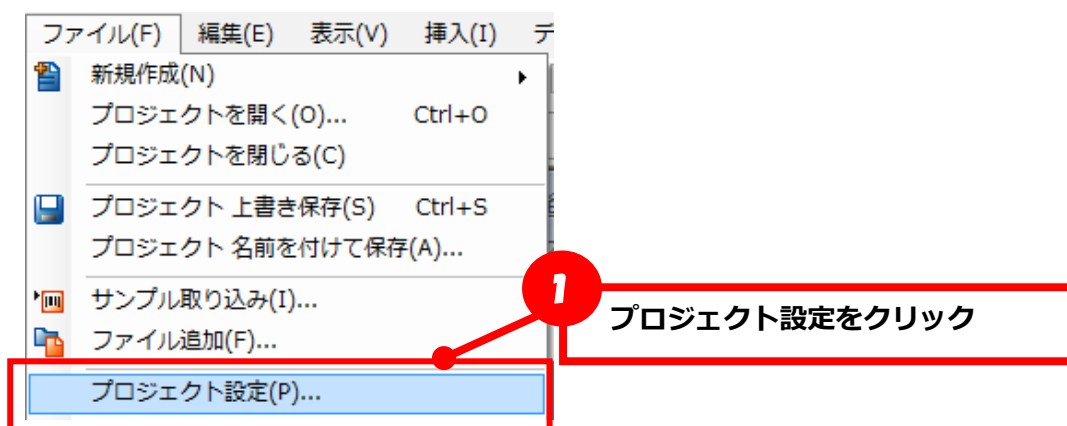 ファイル(F) 編集(E) 表示(V) 挿入(I) デ
新規作成(N)
プロジェクトを開く(O)... Ctrl+O
プロジェクトを閉じる(C)
プロジェクト 上書き保存(S) Ctrl+S
プロジェクト 名前を付けて保存(A)...
サンプル取り込み(I)...
ファイル追加(F)...
プロジェクト設定(P)...
1
プロジェクト設定をクリック